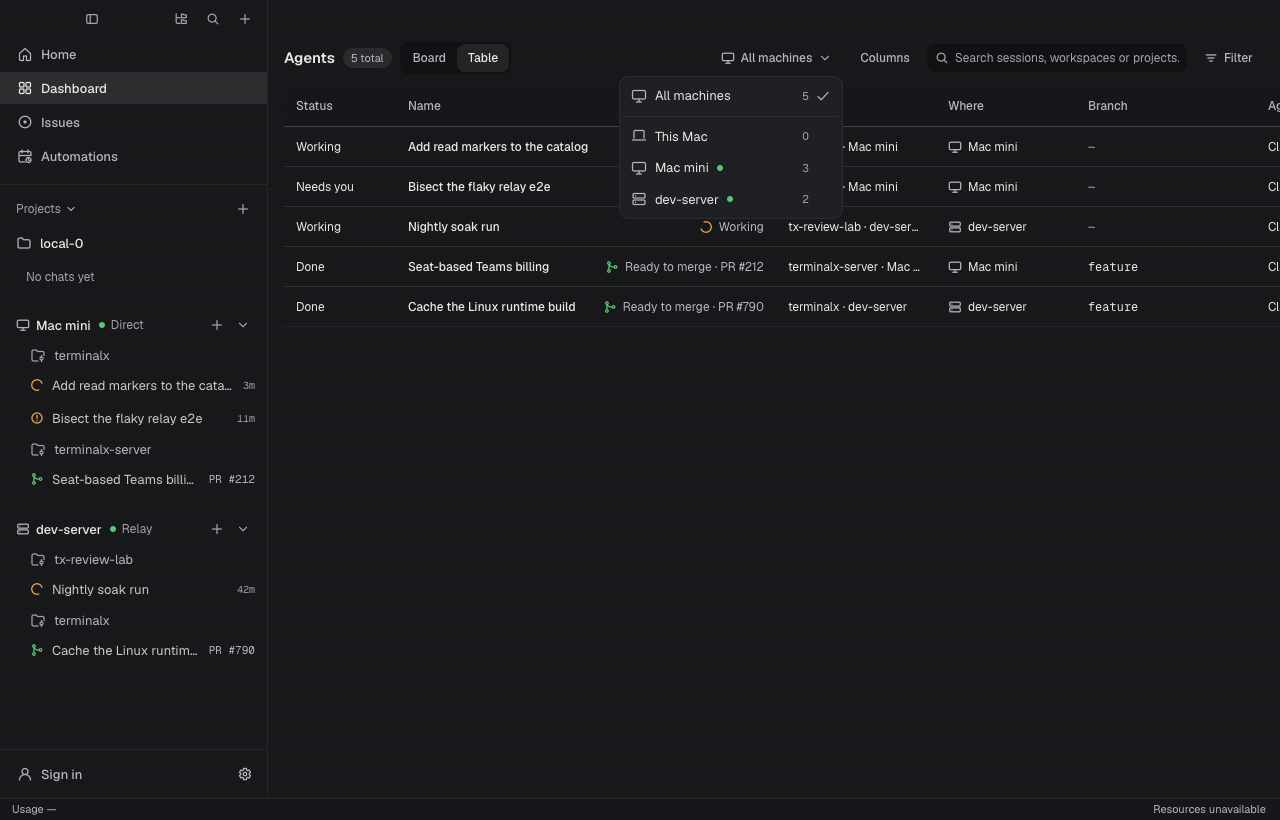 Home
Dashboard
Issues
Automations
Projects
local-0
No chats yet
Mac mini Direct
terminalx
Add read markers to the cata... 3m
Bisect the flaky relay e2e 11m
terminalx-server
Seat-based Teams billi... PR #212
dev-server Relay
tx-review-lab
Nightly soak run 42m
terminalx
Cache the Linux runtim... PR #790
Sign in
Agents 5 total Board Table All machines Columns Search sessions, workspaces or projects. Filter
All machines 5
This Mac 0
Mac mini 3
dev-server 2
Status Name Where Branch Ag
Working Add read markers to the catalog · Mac mini Mac mini – Cl
Needs you Bisect the flaky relay e2e · Mac mini Mac mini – Cl
Working Nightly soak run Working tx-review-lab · dev-ser... dev-server – Cl
Done Seat-based Teams billing Ready to merge · PR #212 terminalx-server · Mac ... Mac mini feature Cl
Done Cache the Linux runtime build Ready to merge · PR #790 terminalx · dev-server dev-server feature Cl
Usage — Resources unavailable